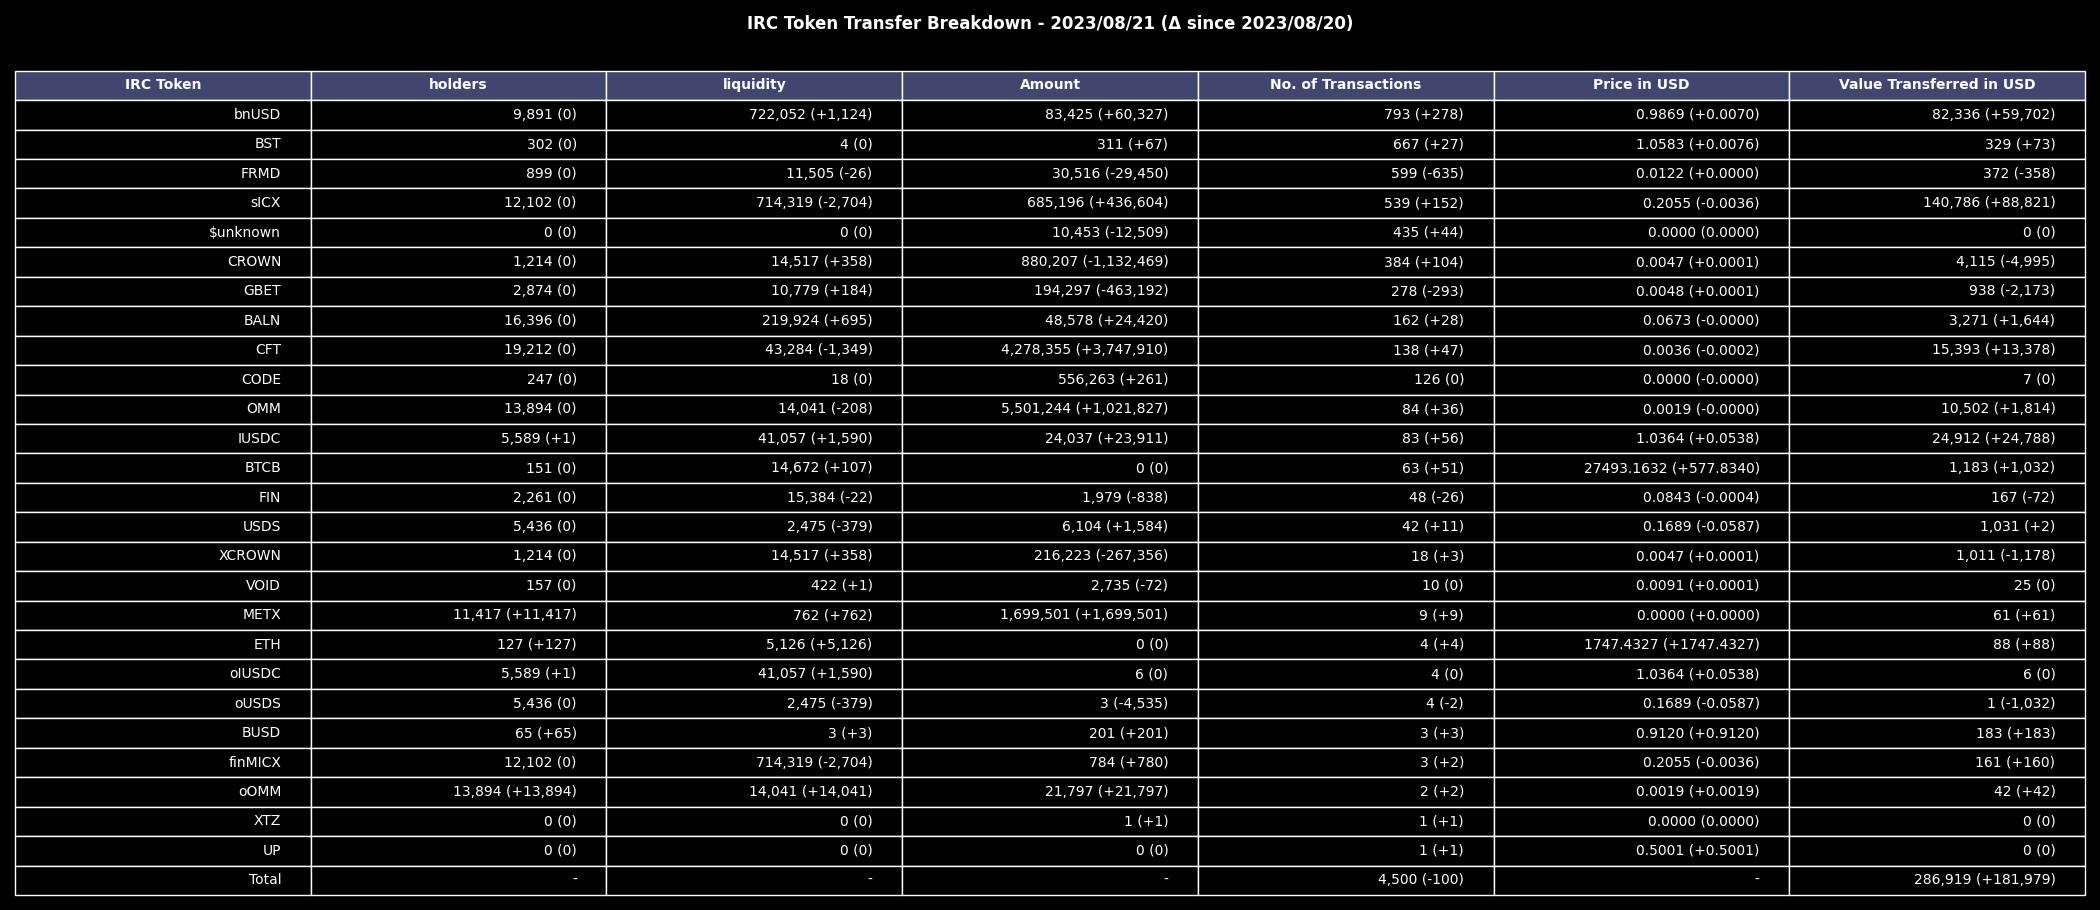 IRC Token Transfer Breakdown - 2023/08/21 (Δ since 2023/08/20)
IRC Token holders liquidity Amount No. of Transactions Price in USD Value Transferred in USD
bnUSD 9,891 (0) 722,052 (+1,124) 83,425 (+60,327) 793 (+278) 0.9869 (+0.0070) 82,336 (+59,702)
BST 302 (0) 4 (0) 311 (+67) 667 (+27) 1.0583 (+0.0076) 329 (+73)
FRMD 899 (0) 11,505 (-26) 30,516 (-29,450) 599 (-635) 0.0122 (+0.0000) 372 (-358)
sICX 12,102 (0) 714,319 (-2,704) 685,196 (+436,604) 539 (+152) 0.2055 (-0.0036) 140,786 (+88,821)
$unknown 0 (0) 0 (0) 10,453 (-12,509) 435 (+44) 0.0000 (0.0000) 0 (0)
CROWN 1,214 (0) 14,517 (+358) 880,207 (-1,132,469) 384 (+104) 0.0047 (+0.0001) 4,115 (-4,995)
GBET 2,874 (0) 10,779 (+184) 194,297 (-463,192) 278 (-293) 0.0048 (+0.0001) 938 (-2,173)
BALN 16,396 (0) 219,924 (+695) 48,578 (+24,420) 162 (+28) 0.0673 (-0.0000) 3,271 (+1,644)
CFT 19,212 (0) 43,284 (-1,349) 4,278,355 (+3,747,910) 138 (+47) 0.0036 (-0.0002) 15,393 (+13,378)
CODE 247 (0) 18 (0) 556,263 (+261) 126 (0) 0.0000 (-0.0000) 7 (0)
OMM 13,894 (0) 14,041 (-208) 5,501,244 (+1,021,827) 84 (+36) 0.0019 (-0.0000) 10,502 (+1,814)
IUSDC 5,589 (+1) 41,057 (+1,590) 24,037 (+23,911) 83 (+56) 1.0364 (+0.0538) 24,912 (+24,788)
BTCB 151 (0) 14,672 (+107) 0 (0) 63 (+51) 27493.1632 (+577.8340) 1,183 (+1,032)
FIN 2,261 (0) 15,384 (-22) 1,979 (-838) 48 (-26) 0.0843 (-0.0004) 167 (-72)
USDS 5,436 (0) 2,475 (-379) 6,104 (+1,584) 42 (+11) 0.1689 (-0.0587) 1,031 (+2)
XCROWN 1,214 (0) 14,517 (+358) 216,223 (-267,356) 18 (+3) 0.0047 (+0.0001) 1,011 (-1,178)
VOID 157 (0) 422 (+1) 2,735 (-72) 10 (0) 0.0091 (+0.0001) 25 (0)
METX 11,417 (+11,417) 762 (+762) 1,699,501 (+1,699,501) 9 (+9) 0.0000 (+0.0000) 61 (+61)
ETH 127 (+127) 5,126 (+5,126) 0 (0) 4 (+4) 1747.4327 (+1747.4327) 88 (+88)
oIUSDC 5,589 (+1) 41,057 (+1,590) 6 (0) 4 (0) 1.0364 (+0.0538) 6 (0)
oUSDS 5,436 (0) 2,475 (-379) 3 (-4,535) 4 (-2) 0.1689 (-0.0587) 1 (-1,032)
BUSD 65 (+65) 3 (+3) 201 (+201) 3 (+3) 0.9120 (+0.9120) 183 (+183)
finMICX 12,102 (0) 714,319 (-2,704) 784 (+780) 3 (+2) 0.2055 (-0.0036) 161 (+160)
oOMM 13,894 (+13,894) 14,041 (+14,041) 21,797 (+21,797) 2 (+2) 0.0019 (+0.0019) 42 (+42)
XTZ 0 (0) 0 (0) 1 (+1) 1 (+1) 0.0000 (0.0000) 0 (0)
UP 0 (0) 0 (0) 0 (0) 1 (+1) 0.5001 (+0.5001) 0 (0)
Total - - - 4,500 (-100) - 286,919 (+181,979)